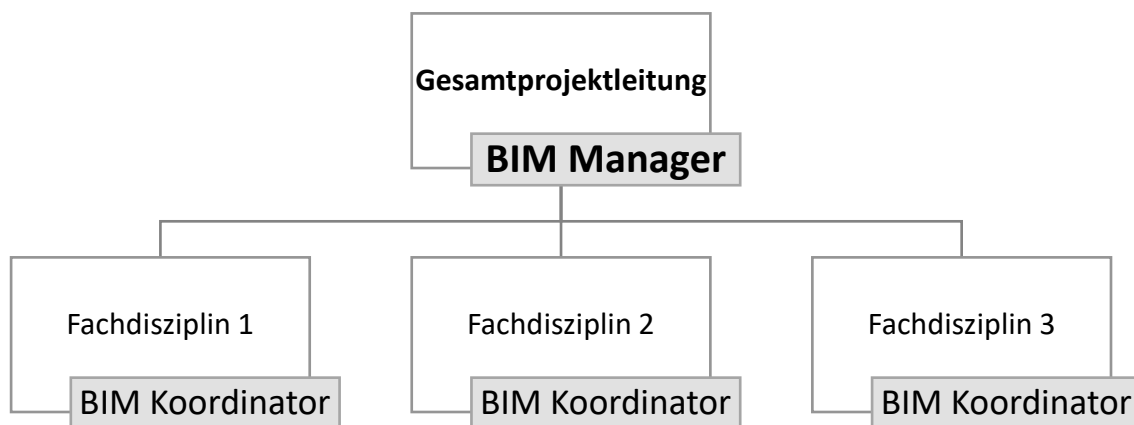 Gesamtprojektleitung
BIM Manager
Fachdisziplin 1
BIM Koordinator
Fachdisziplin 2
BIM Koordinator
Fachdisziplin 3
BIM Koordinator